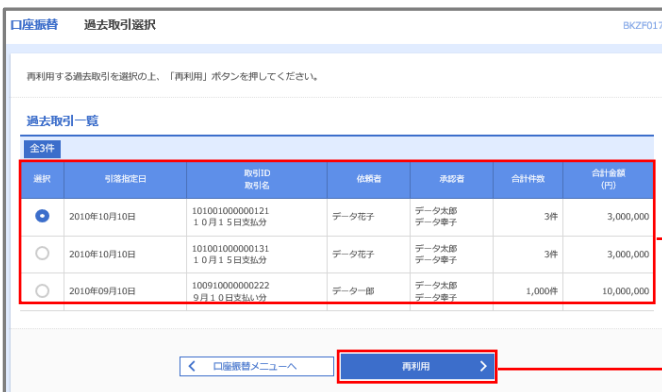 口座振替 過去取引選択 BKZF017
再利用する過去取引を選択の上、「再利用」ボタンを押してください。
過去取引一覧
全3件
選択 引落指定日 取引ID 依頼者 承認者 合計件数 合計金額
取引名 (円)
2010年10月10日 101001000000121 データ花子 データ太郎 3件 3,000,000
10月15日支払分 データ幸子
2010年10月10日 101001000000131 データ花子 データ太郎 3件 3,000,000
10月15日支払分 データ幸子
2010年09月10日 100910000000222 データ一郎 データ太郎 1,000件 10,000,000
9月10日支払い分 データ幸子
口座振替メニューへ 再利用